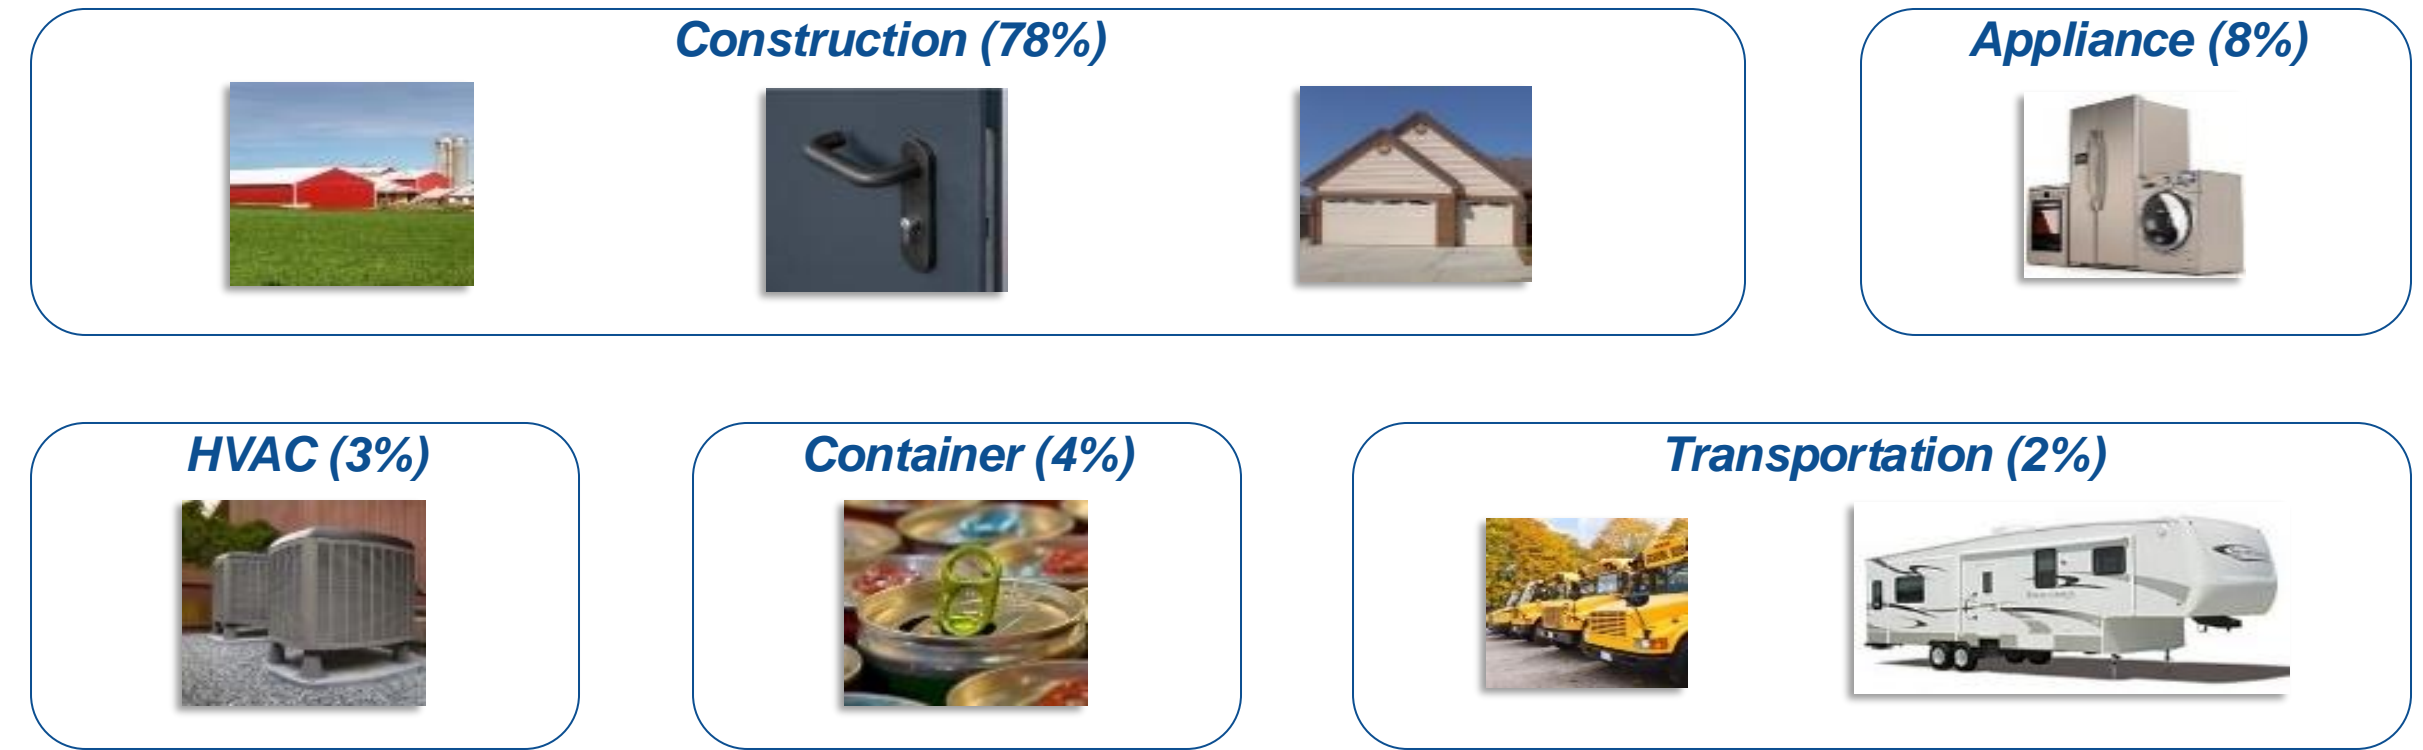 Construction (78%)
Appliance (8%)
HVAC (3%)
Container (4%)
Transportation (2%)